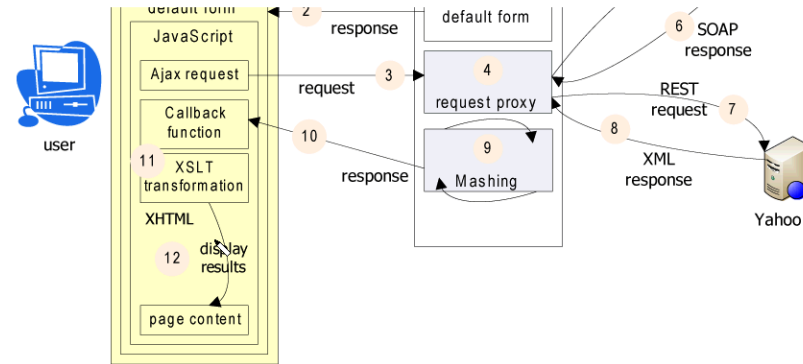 default form
2
response
default form
6
SOAP
response
JavaScript
Ajax request
3
request
4
request proxy
REST
request
7
user
Callback
function
10
response
9
Mashing
8
XML
response
11
XSLT
transformation
Yahoo
XHTML
12
display
results
page content